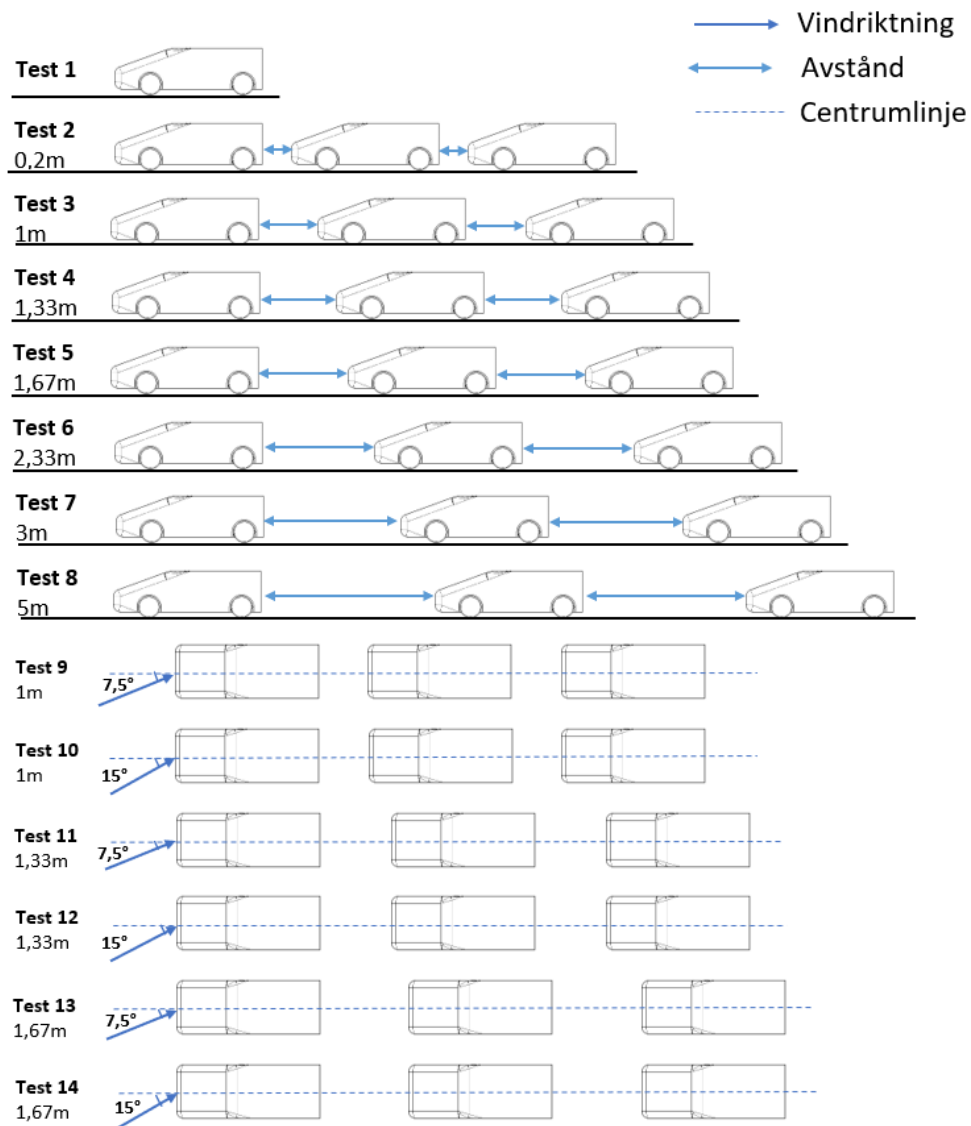 Vindriktning
Avstånd
Centrumlinje
Test 1
Test 2
0,2m
Test 3
1m
Test 4
1,33m
Test 5
1,67m
Test 6
2,33m
Test 7
3m
Test 8
5m
Test 9
1m
7,5°
Test 10
1m
15°
Test 11
1,33m
7,5°
Test 12
1,33m
15°
Test 13
1,67m
7,5°
Test 14
1,67m
15°